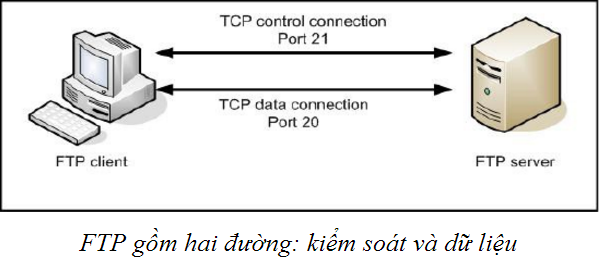 TCP control connection
Port 21
TCP data connection
Port 20
FTP client
FTP server
FTP gồm hai đường: kiểm soát và dữ liệu